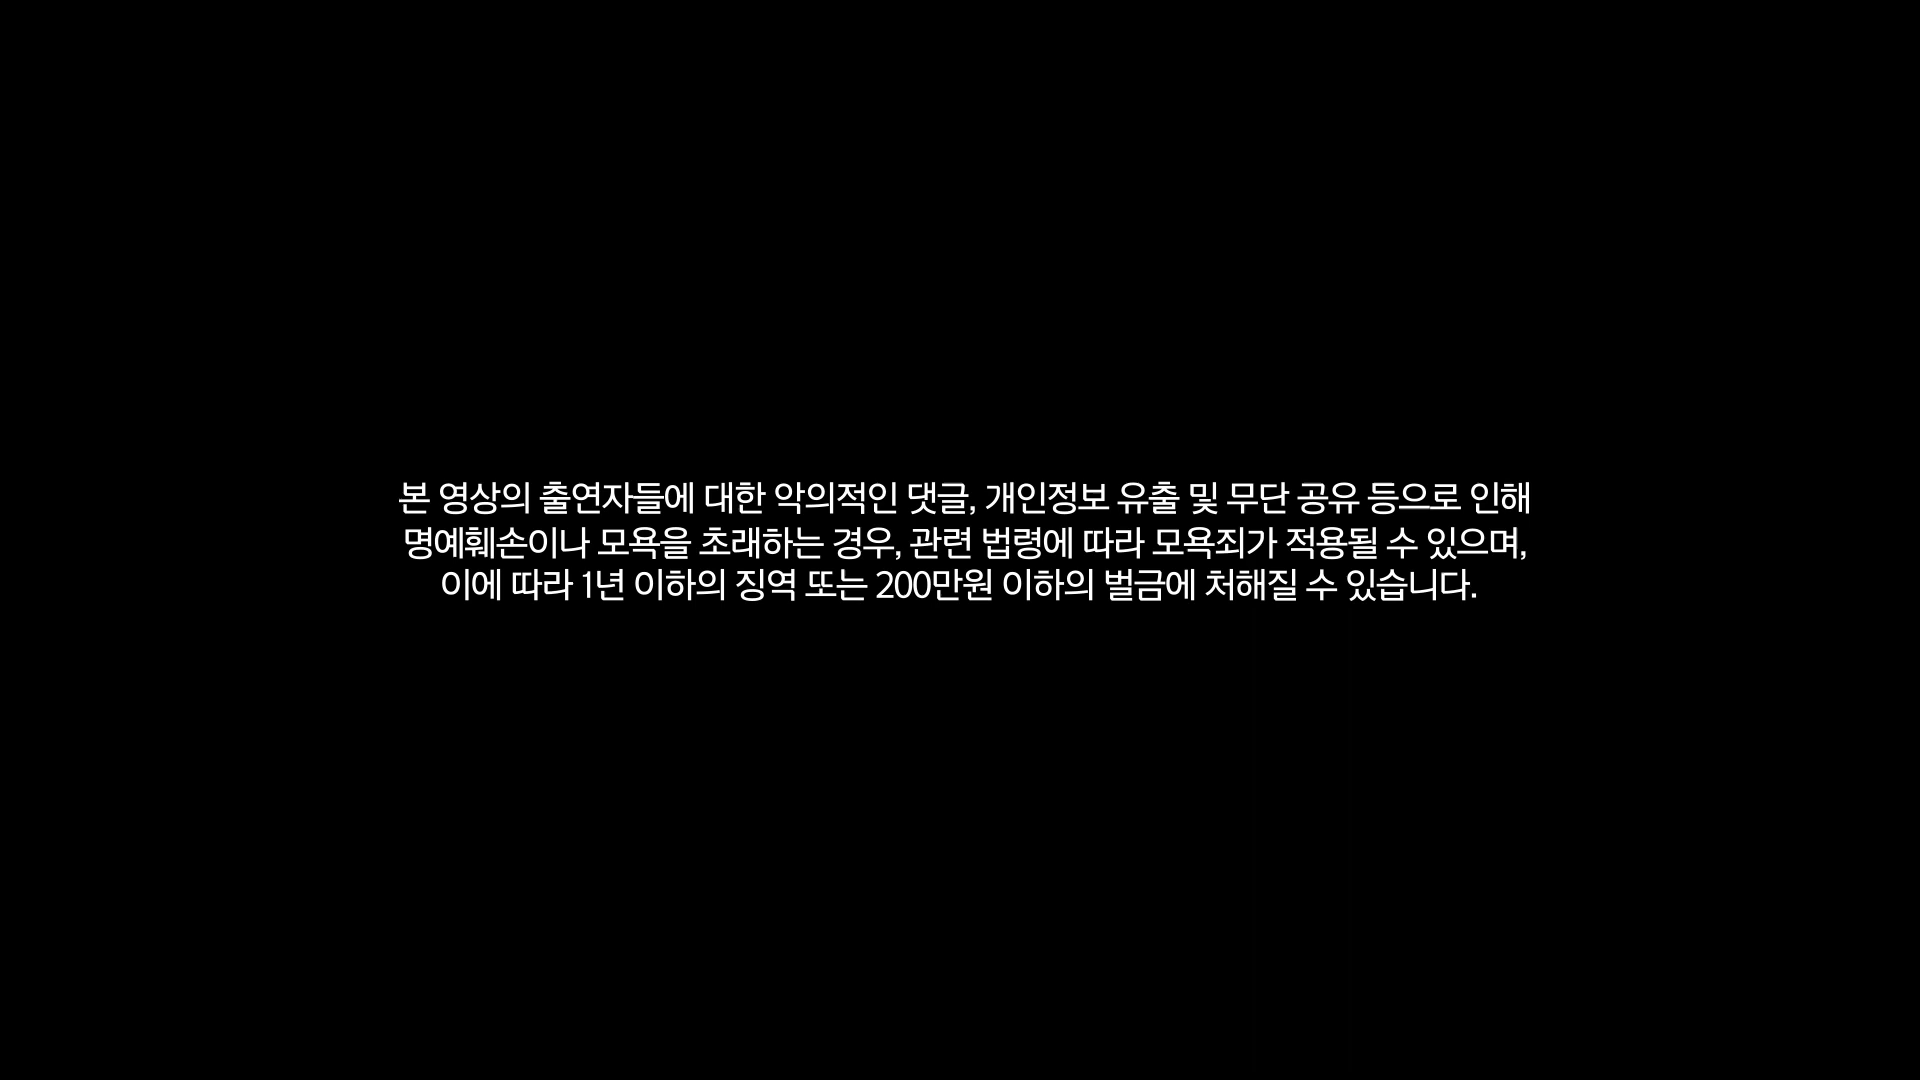 본 영상의 출연자들에 대한 악의적인 댓글, 개인정보 유출 및 무단 공유 등으로 인해
명예훼손이나 모욕을 초래하는 경우, 관련 법령에 따라 모욕죄가 적용될 수 있으며,
이에 따라 1년 이하의 징역 또는 200만원 이하의 벌금에 처해질 수 있습니다.